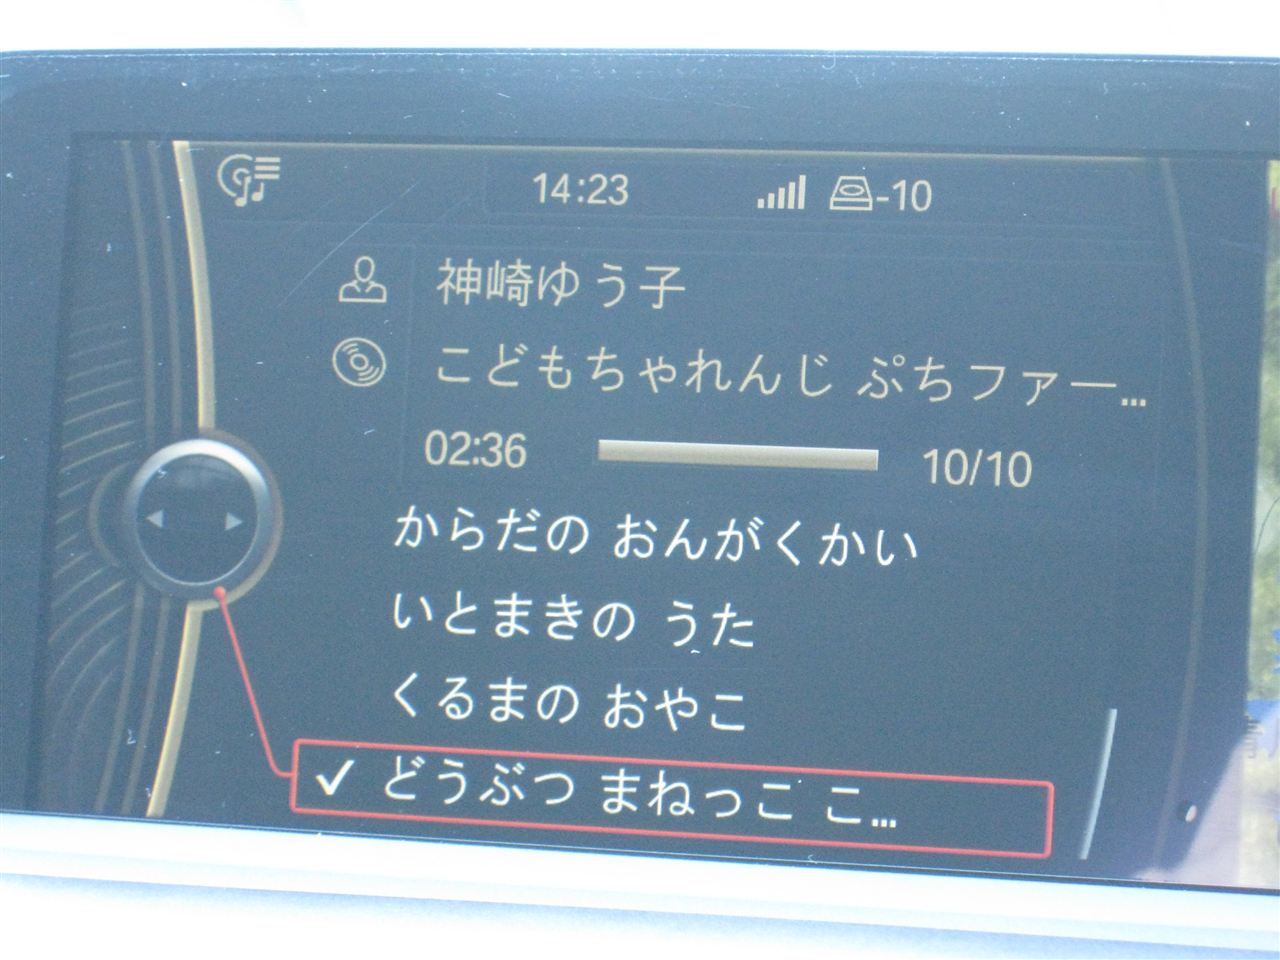 14:23 -10
神崎ゆう子
こどもちゃれんじ ぷちファー...
02:36 10/10
からだの おんがくかい
いとまきの うた
くるまの おやこ
どうぶつ まねっこ こ...